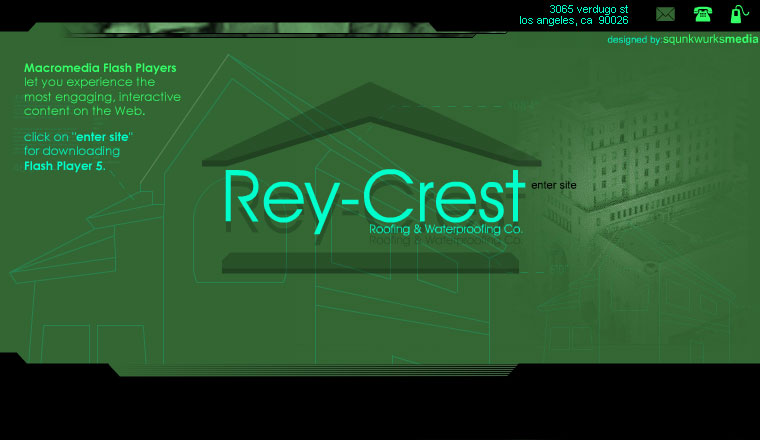 3065 verdugo st
los angeles, ca 90026
designed by:squnkwurksmedia
Macromedia Flash Players
let you experience the
most engaging, interactive
content on the Web.
click on "enter site"
for downloading
Flash Player 5.
Rey-Crest
Roofing & Waterproofing Co.
enter site